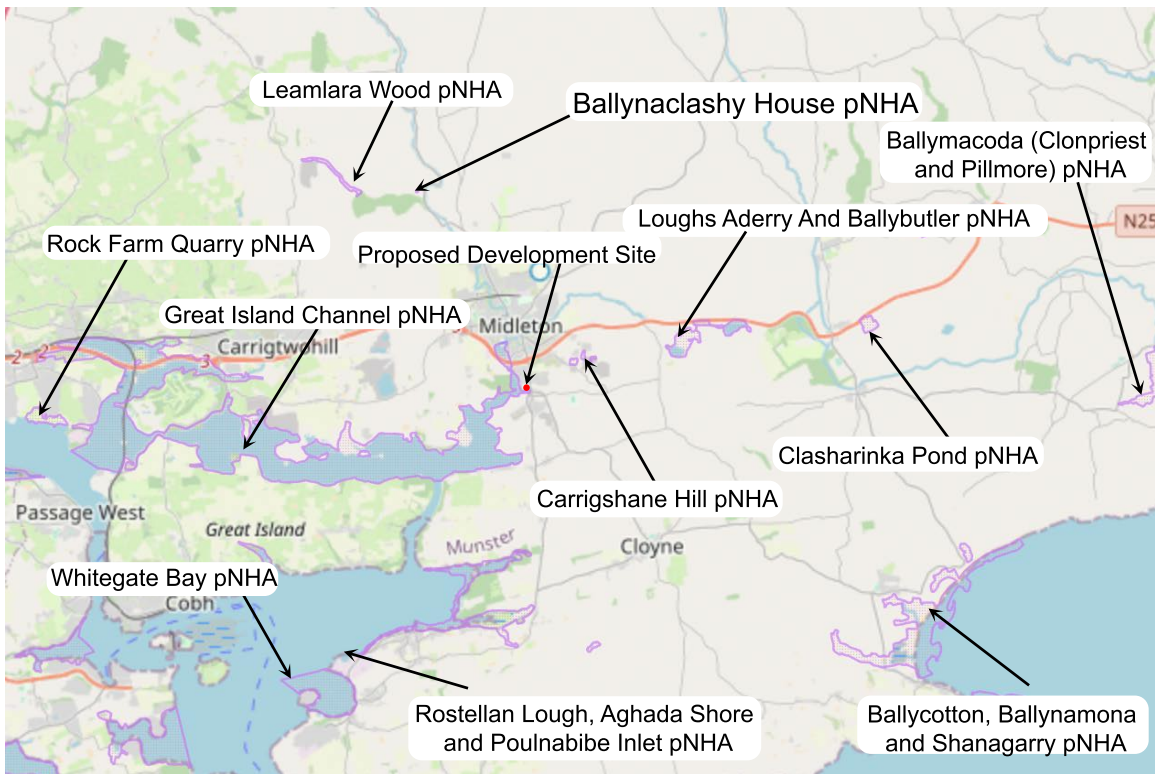 Leamlara Wood pNHA
Ballynaclashy House pNHA
Ballymacoda (Clonpriest
and Pillmore) pNHA
Loughs Aderry And Ballybutler pNHA
N25
Rock Farm Quarry pNHA
Proposed Development Site
Great Island Channel pNHA
Midleton
Carrigtwohill
2
2
3
Clasharinka Pond pNHA
Carrigshane Hill pNHA
Passage West
Great Island
Munster
Cloyne
Whitegate Bay pNHA
Cobh
Rostellan Lough, Aghada Shore
and Poulnabibe Inlet pNHA
Ballycotton, Ballynamona
and Shanagarry pNHA